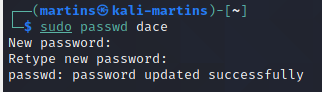 ┌──(martins㉿kali-martins)-[~]
└─$ sudo passwd dace
New password:
Retype new password:
passwd: password updated successfully